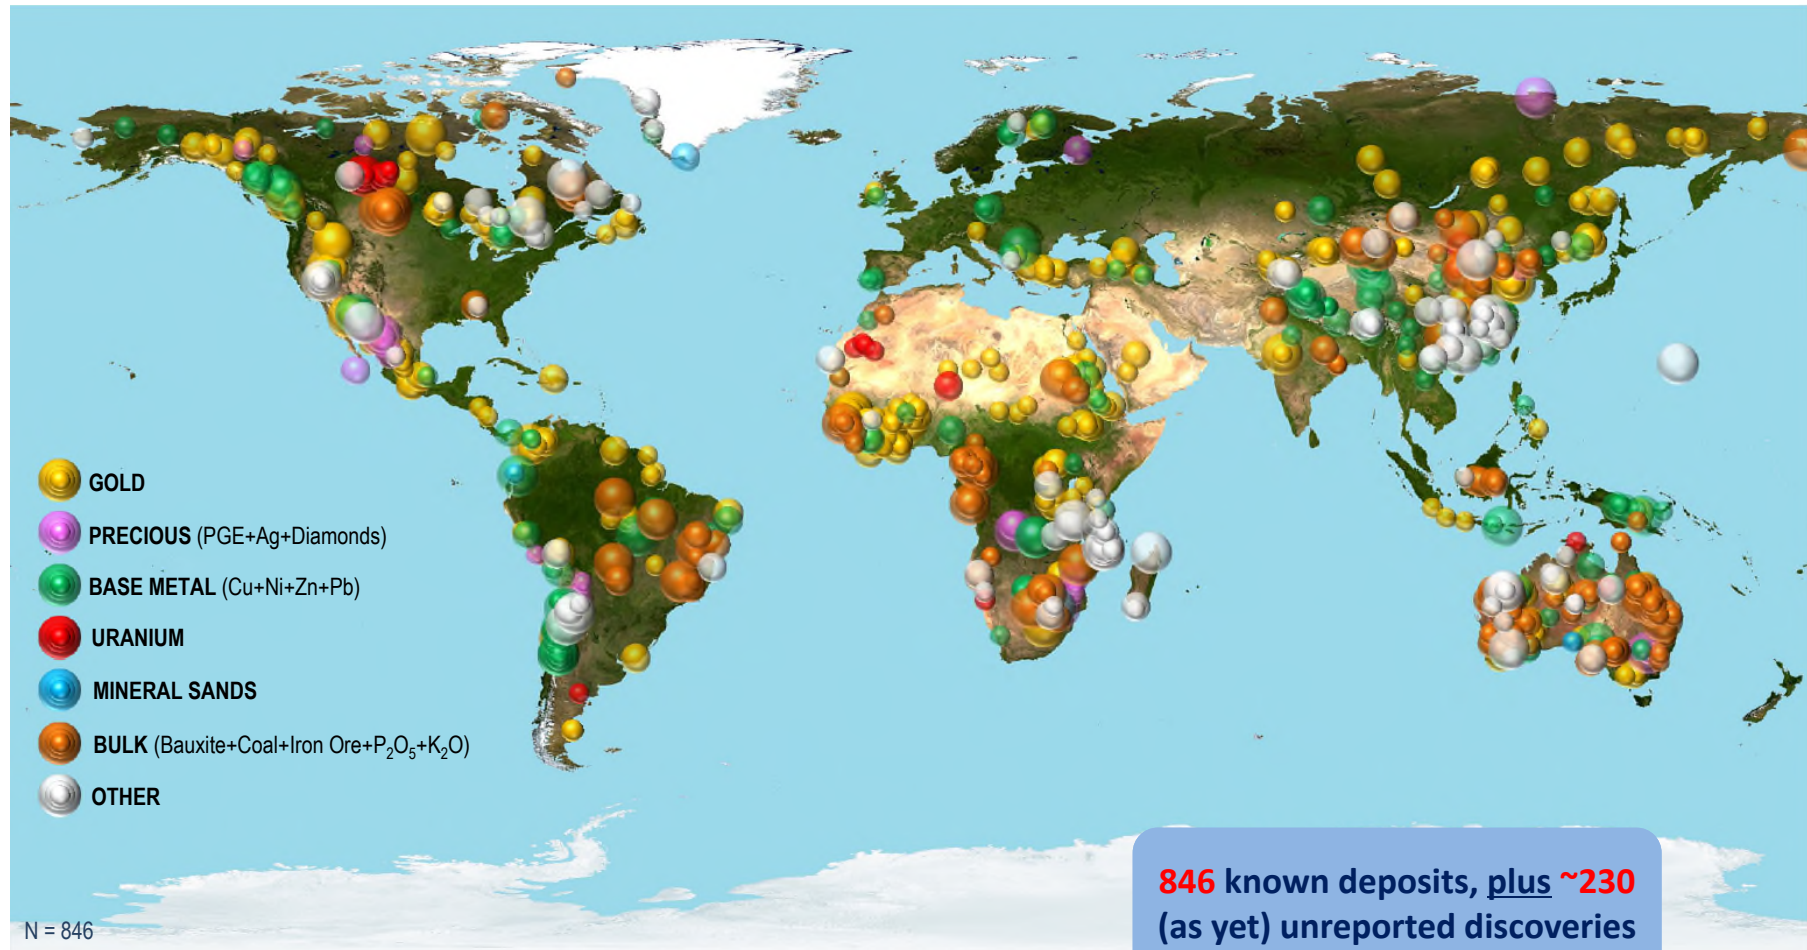 GOLD
PRECIOUS (PGE+Ag+Diamonds)
BASE METAL (Cu+Ni+Zn+Pb)
URANIUM
MINERAL SANDS
BULK (Bauxite+Coal+Iron Ore+P₂O₅+K₂O)
OTHER
N = 846
846 known deposits, plus ~230
(as yet) unreported discoveries